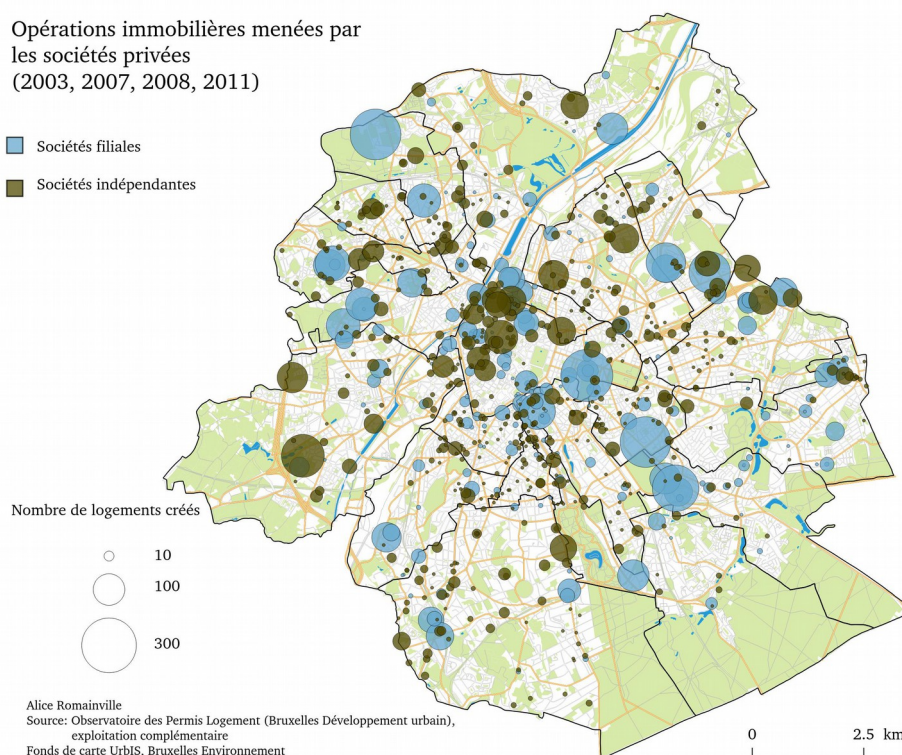 Opérations immobilières menées par
les sociétés privées
(2003, 2007, 2008, 2011)
Sociétés filiales
Sociétés indépendantes
Nombre de logements créés
10
100
300
Alice Romainville
Source: Observatoire des Permis Logement (Bruxelles Développement urbain),
exploitation complémentaire
Fonds de carte UrbIS, Bruxelles Environnement
0 2.5 km